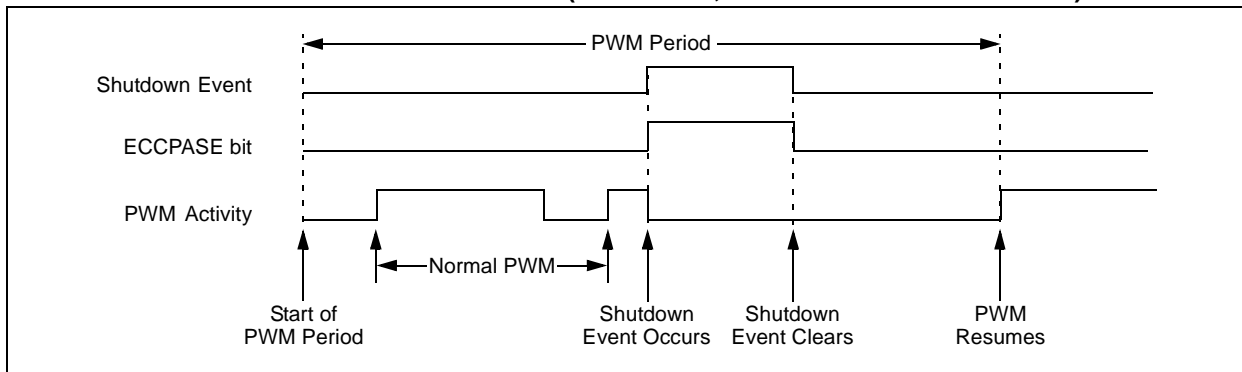 PWM Period
Shutdown Event
ECCPASE bit
PWM Activity
Normal PWM
Start of
PWM Period
Shutdown
Event Occurs
Shutdown
Event Clears
PWM
Resumes